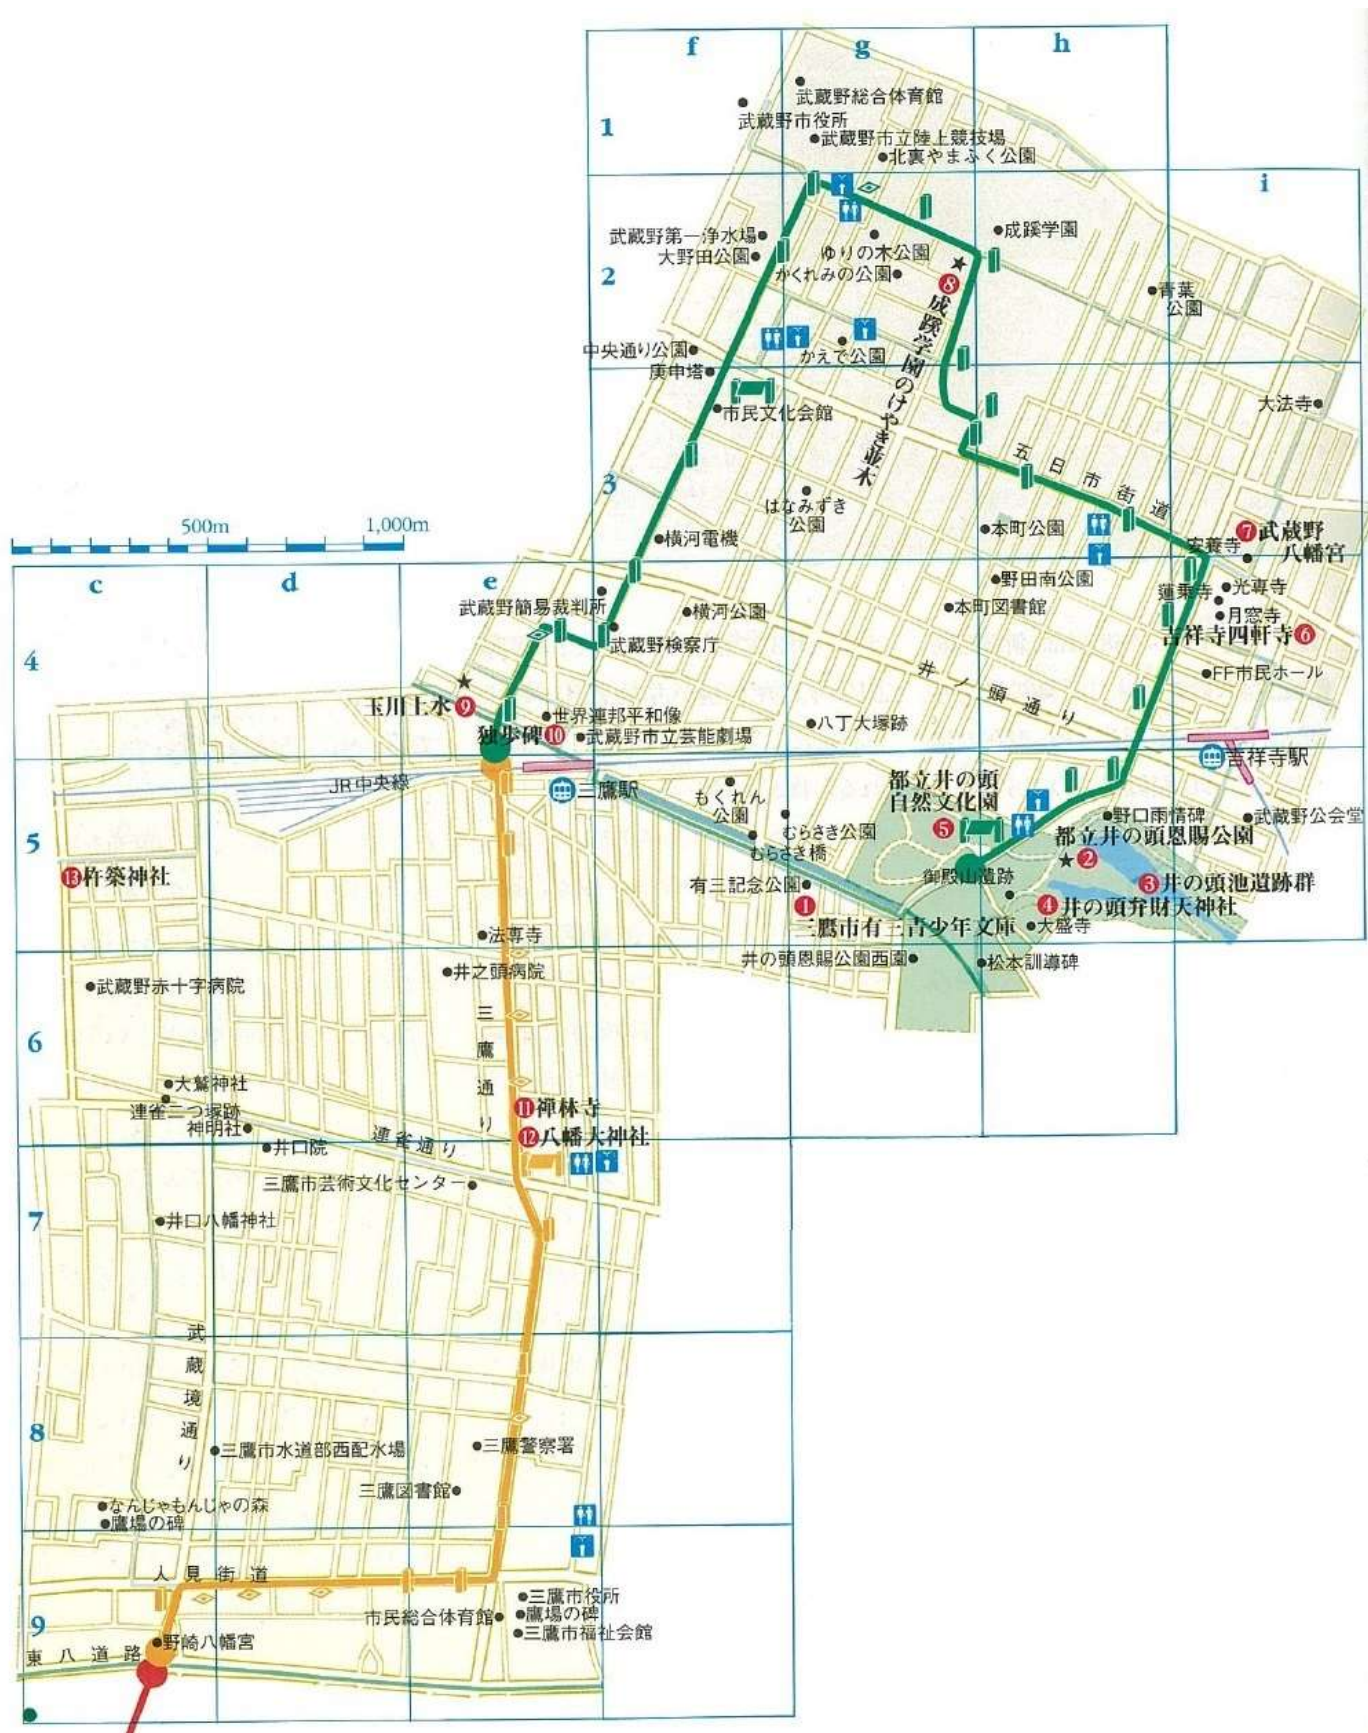 f
g
h
武蔵野総合体育館
武蔵野市役所
1
武蔵野市立陸上競技場
北裏やまふく公園
i
武蔵野第一浄水場
大野田公園
ゆりの木公園
成蹊学園
かくれみの公園
2
8
成蹊学園のけやき並木
青葉
公園
中央通り公園
かえで公園
庚申塔
市民文化会館
大法寺
五日市街道
3
はなみずき
公園
500m
1,000m
横河電機
本町公園
安養寺
7 武蔵野
八幡宮
c
d
e
武蔵野簡易裁判所
横河公園
野田南公園
本町図書館
蓮乗寺
光専寺
月窓寺
吉祥寺四軒寺 6
武蔵野検察庁
4
井ノ頭通り
FF市民ホール
玉川上水 9
世界連邦平和像
独歩碑 10
武蔵野市立芸能劇場
八丁大塚跡
吉祥寺駅
JR中央線
三鷹駅
都立井の頭
自然文化園
5
もくれん
公園
むらさき公園
むらさき橋
野口雨情碑
武蔵野公会堂
都立井の頭恩賜公園
2
5
13 杵築神社
御殿山遺跡
有三記念公園
1
三鷹市有三青少年文庫
3 井の頭池遺跡群
4 井の頭弁財天神社
大盛寺
法専寺
井之頭病院
井の頭恩賜公園西園
松本訓導碑
武蔵野赤十字病院
三鷹通り
6
大鷲神社
連雀二つ塚跡
神明社
井口院
連雀通り
11 禅林寺
12 八幡大神社
三鷹市芸術文化センター
7
井口八幡神社
武蔵境通り
8
三鷹市水道部西配水場
三鷹警察署
三鷹図書館
なんじゃもんじゃの森
鷹場の碑
人見街道
9
市民総合体育館
三鷹市役所
鷹場の碑
三鷹市福祉会館
野崎八幡宮
東八道路